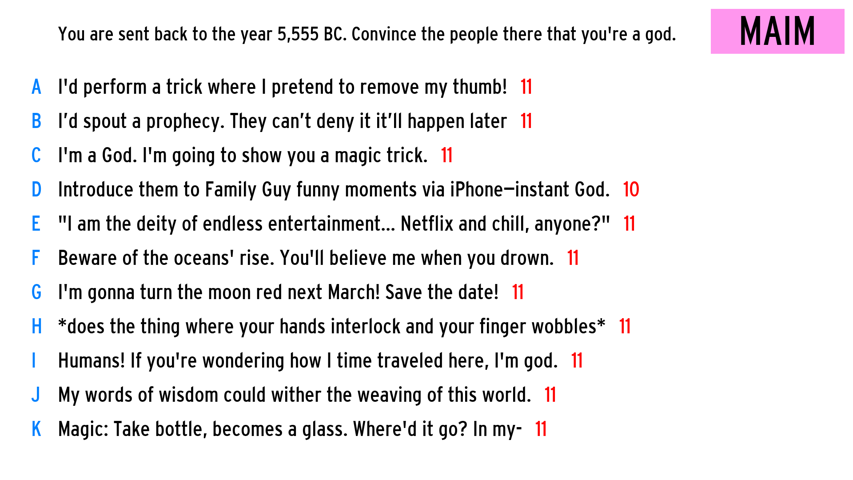 You are sent back to the year 5,555 BC. Convince the people there that you're a god.
MAIM
A I'd perform a trick where I pretend to remove my thumb! 11
B I’d spout a prophecy. They can’t deny it it’ll happen later 11
C I'm a God. I'm going to show you a magic trick. 11
D Introduce them to Family Guy funny moments via iPhone—instant God. 10
E "I am the deity of endless entertainment... Netflix and chill, anyone?" 11
F Beware of the oceans' rise. You'll believe me when you drown. 11
G I'm gonna turn the moon red next March! Save the date! 11
H *does the thing where your hands interlock and your finger wobbles* 11
I Humans! If you're wondering how I time traveled here, I'm god. 11
J My words of wisdom could wither the weaving of this world. 11
K Magic: Take bottle, becomes a glass. Where'd it go? In my- 11